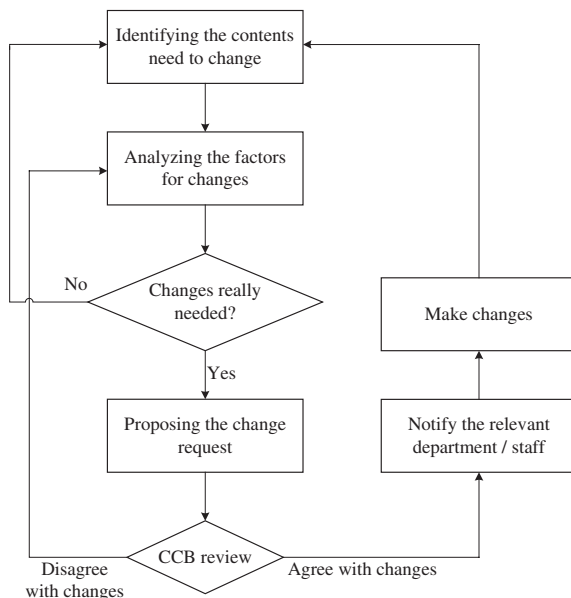 Identifying the contents
need to change
Analyzing the factors
for changes
No
Changes really
needed?
Make changes
Yes
Proposing the change
request
Notify the relevant
department / staff
CCB review
Disagree
with changes
Agree with changes